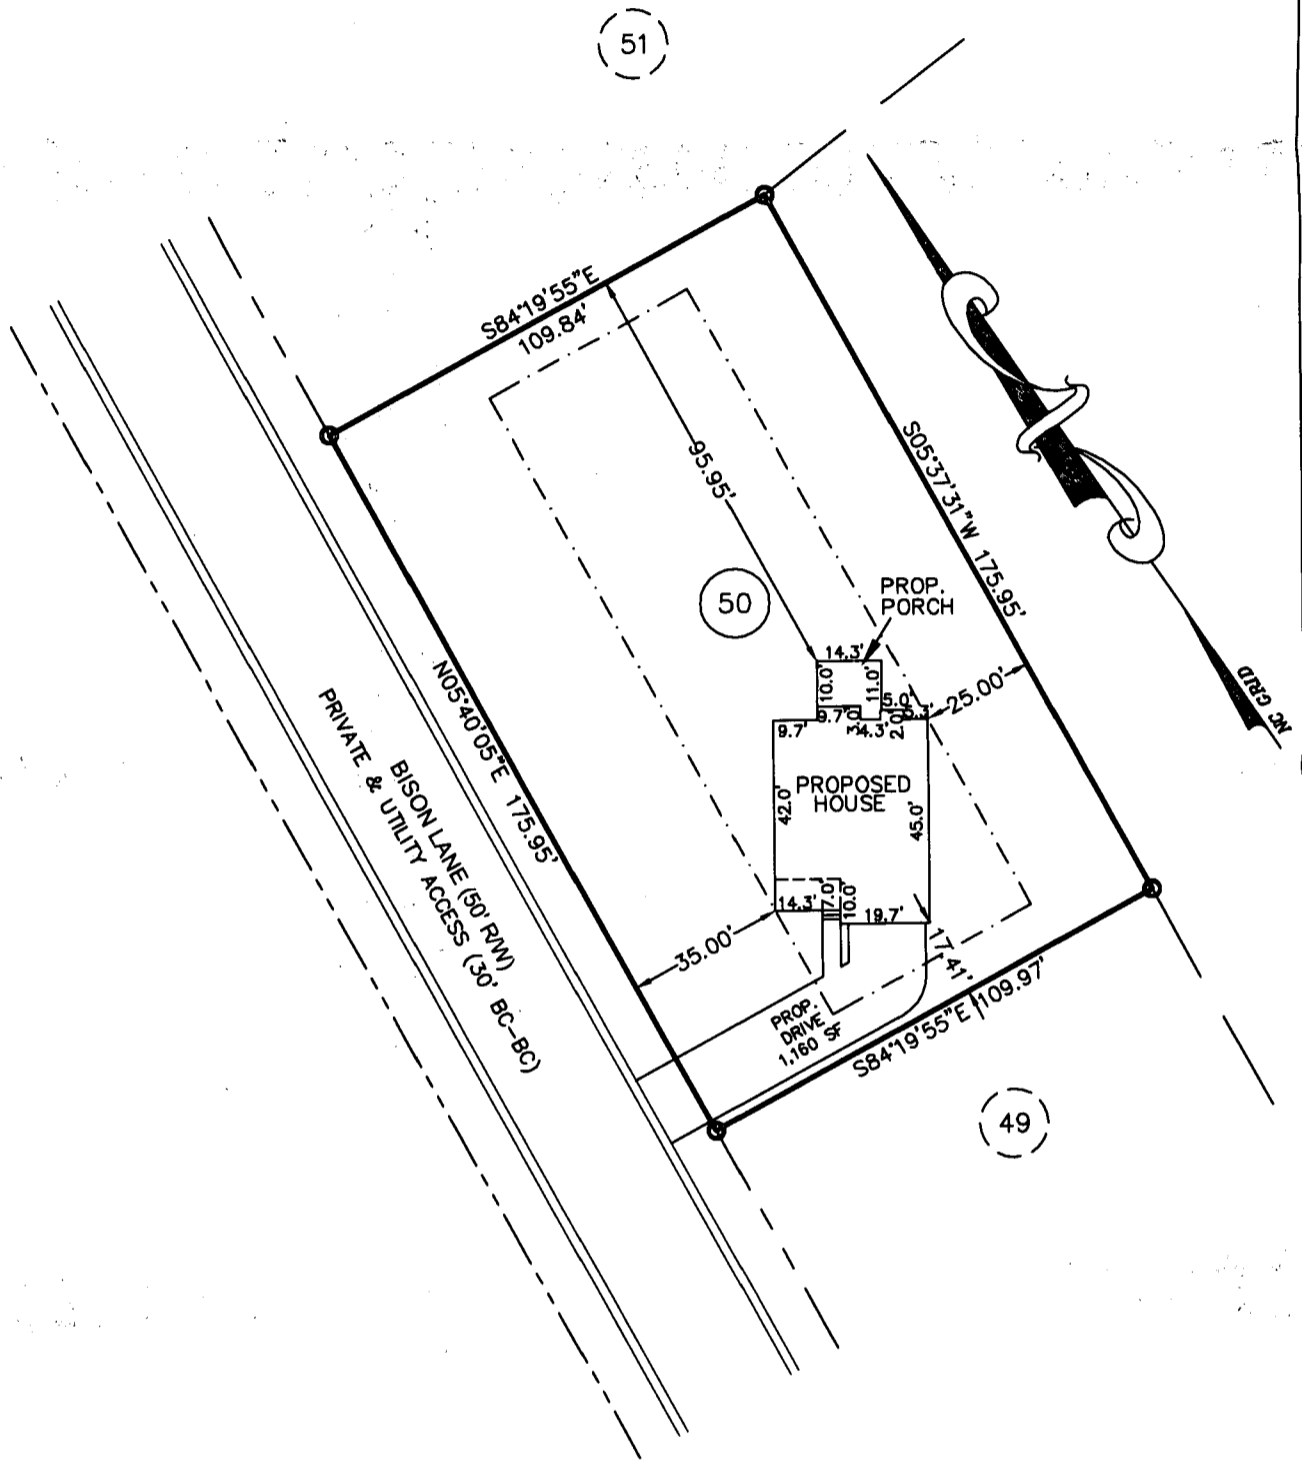 51
S84°19'55"E
109.84'
95.95'
S05°37'31"W 175.95'
50
PROP.
PORCH
14.3'
10.0'
11.0'
5.0'
25.00'
9.7'
9.7'
4.3'
2.0'
NC GRID
N05°40'05"E 175.95'
PROPOSED
HOUSE
42.0'
45.0'
BISON LANE (50' R/W)
PRIVATE & UTILITY ACCESS (30' BC-BC)
14.3'
7.0'
10.0'
19.7'
35.00'
17.41'
PROP.
DRIVE
1,160 SF
S84°19'55"E 109.97'
49